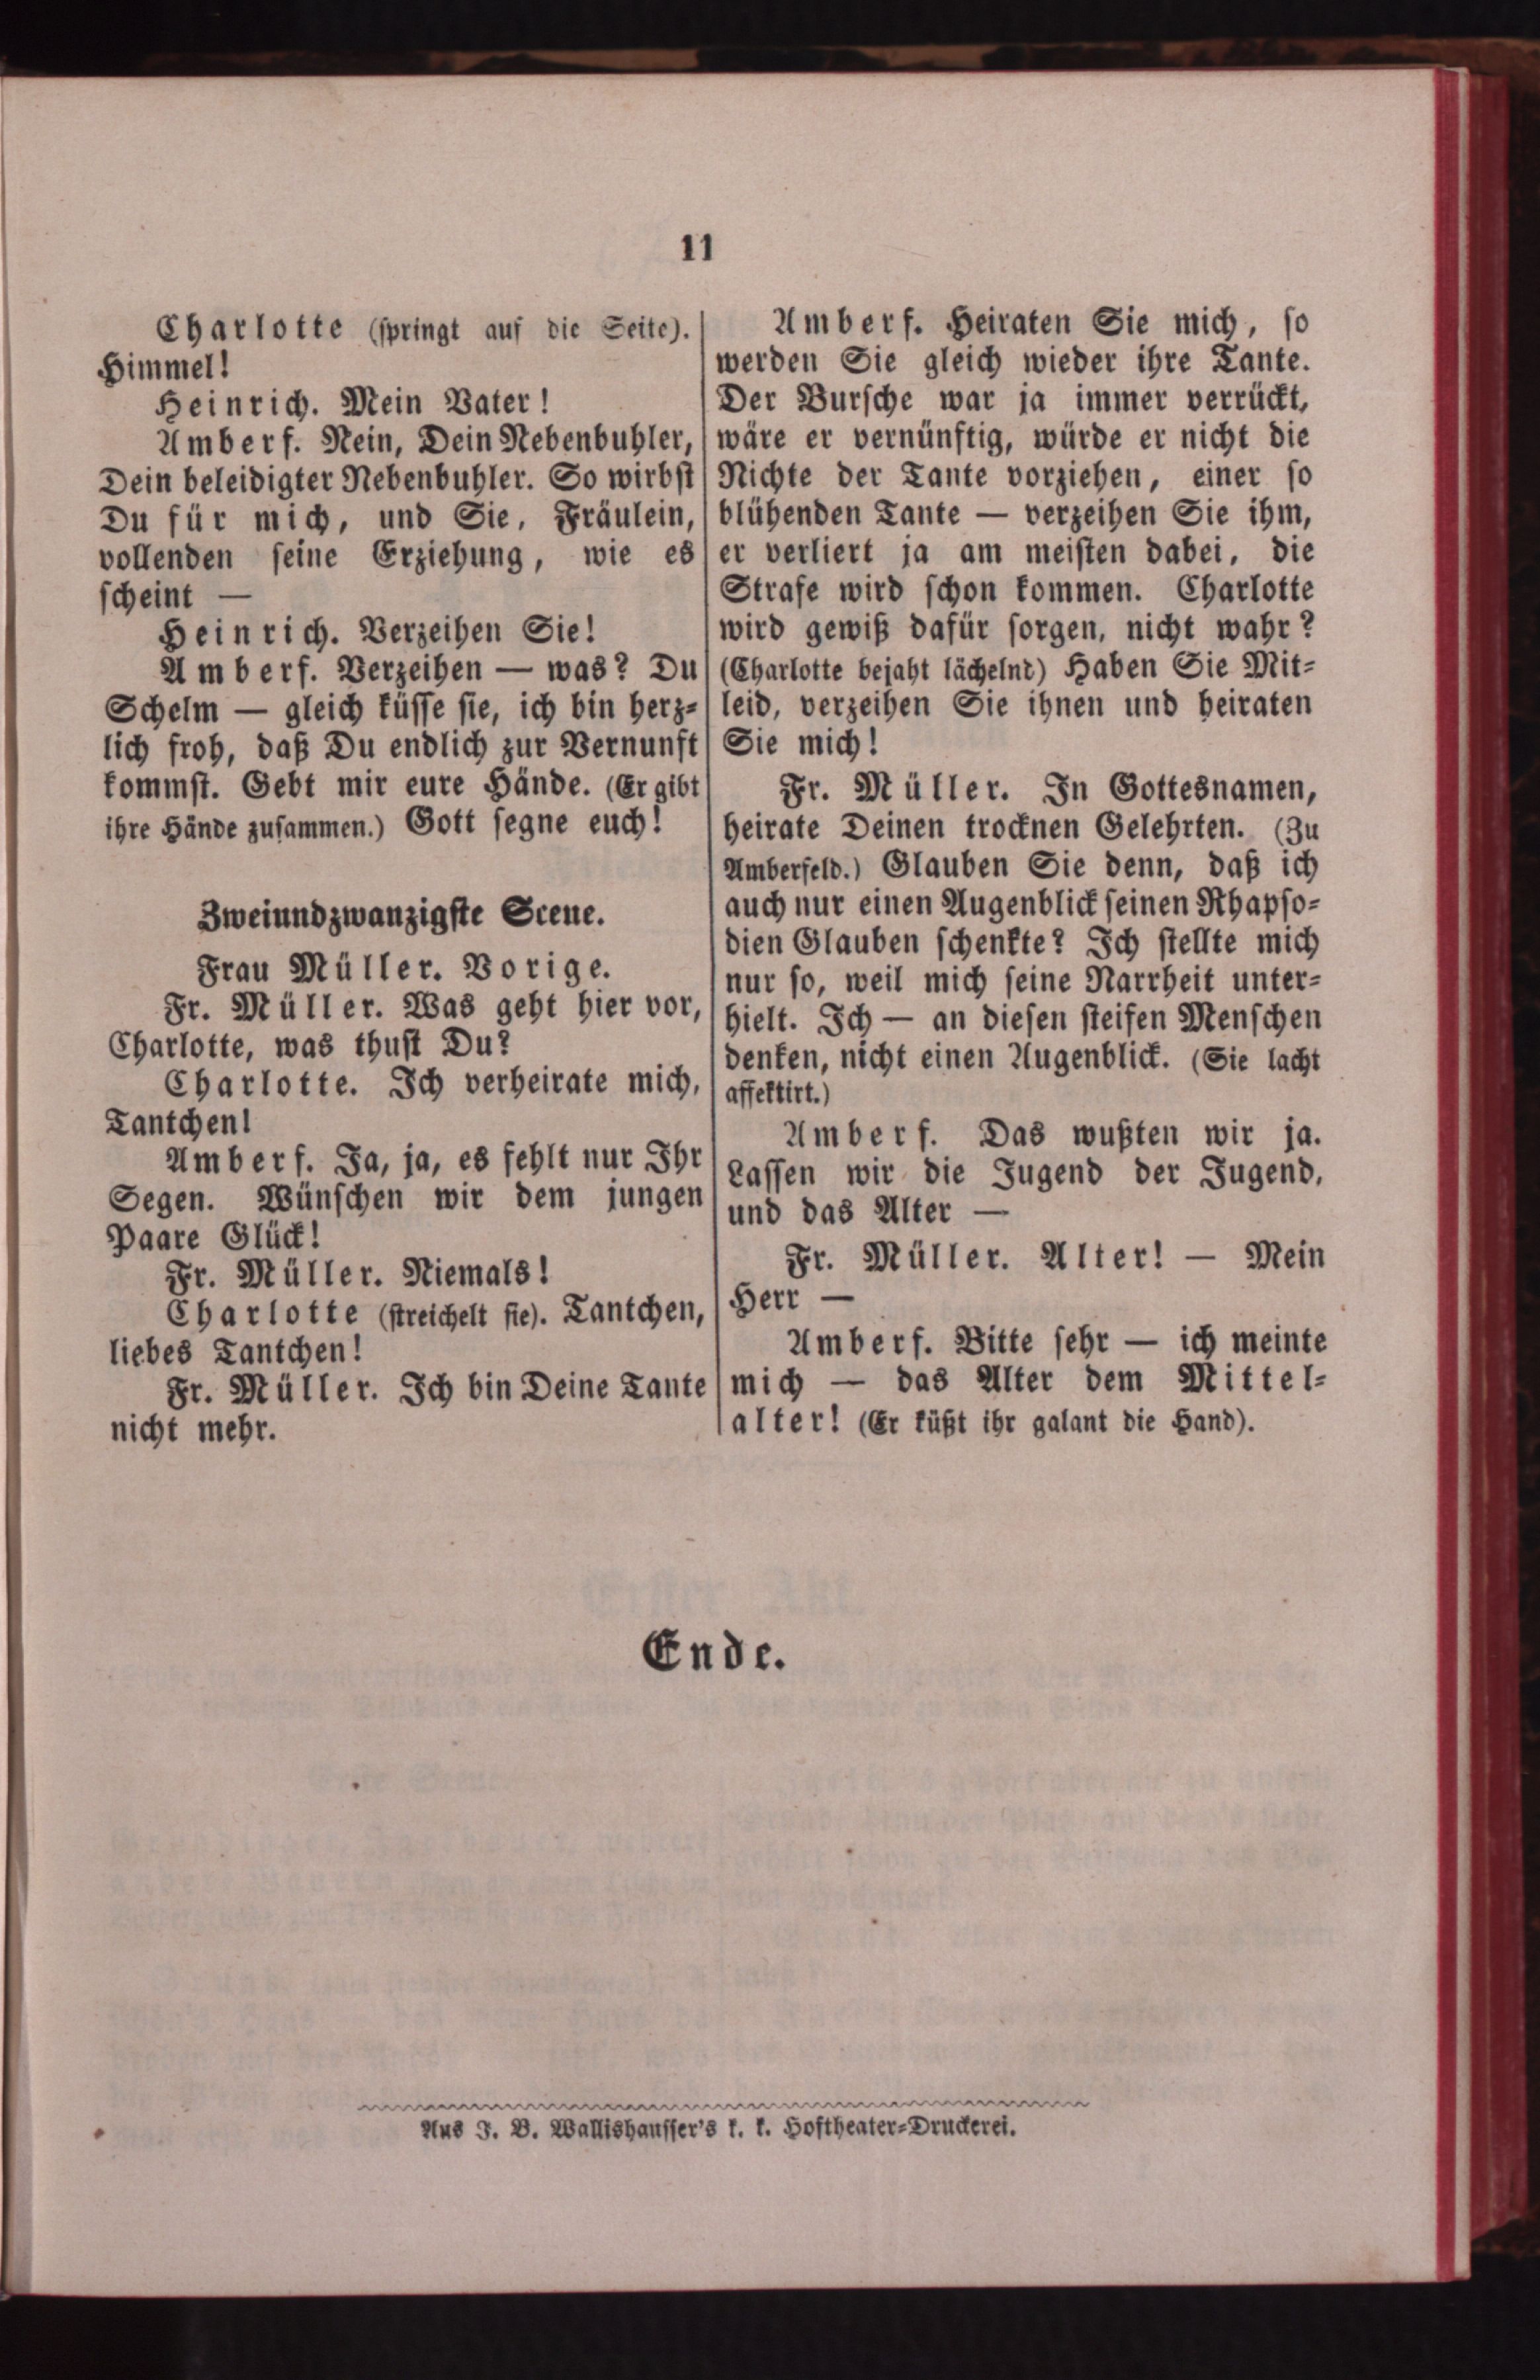 11
Charlotte (springt auf die Seite).
Himmel!
Heinrich. Mein Vater!
Amberf. Nein, Dein Nebenbuhler,
Dein beleidigter Nebenbuhler. So wirbst
Du für mich, und Sie, Fräulein,
vollenden seine Erziehung, wie es
scheint —
Heinrich. Verzeihen Sie!
Amberf. Verzeihen — was? Du
Schelm — gleich küsse sie, ich bin herz-
lich froh, daß Du endlich zur Vernunft
kommst. Gebt mir eure Hände. (Er gibt
ihre Hände zusammen.) Gott segne euch!
Zweiundzwanzigste Scene.
Frau Müller. Vorige.
Fr. Müller. Was geht hier vor,
Charlotte, was thust Du?
Charlotte. Ich verheirate mich,
Tantchen!
Amberf. Ja, ja, es fehlt nur Ihr
Segen. Wünschen wir dem jungen
Paare Glück!
Fr. Müller. Niemals!
Charlotte (streichelt sie). Tantchen,
liebes Tantchen!
Fr. Müller. Ich bin Deine Tante
nicht mehr.
Amberf. Heiraten Sie mich, so
werden Sie gleich wieder ihre Tante.
Der Bursche war ja immer verrückt,
wäre er vernünftig, würde er nicht die
Nichte der Tante vorziehen, einer so
blühenden Tante — verzeihen Sie ihm,
er verliert ja am meisten dabei, die
Strafe wird schon kommen. Charlotte
wird gewiß dafür sorgen, nicht wahr?
(Charlotte bejaht lächelnd) Haben Sie Mit-
leid, verzeihen Sie ihnen und heiraten
Sie mich!
Fr. Müller. In Gottesnamen,
heirate Deinen trocknen Gelehrten. (Zu
Amberfeld.) Glauben Sie denn, daß ich
auch nur einen Augenblick seinen Rhapso-
dien Glauben schenkte? Ich stellte mich
nur so, weil mich seine Narrheit unter-
hielt. Ich — an diesen steifen Menschen
denken, nicht einen Augenblick. (Sie lacht
affektirt.)
Amberf. Das wußten wir ja.
Lassen wir die Jugend der Jugend,
und das Alter —
Fr. Müller. Alter! — Mein
Herr —
Amberf. Bitte sehr — ich meinte
mich — das Alter dem Mittel-
alter! (Er küßt ihr galant die Hand).
Ende.
Aus J. B. Wallishausser's k. k. Hoftheater-Druckerei.